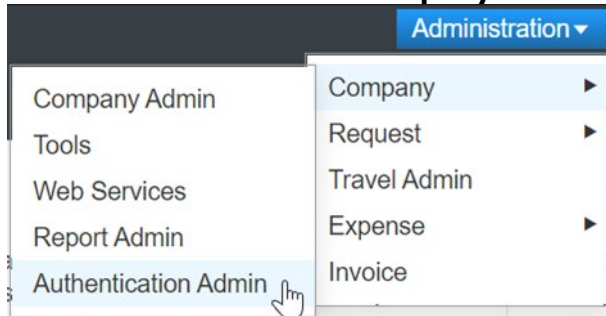 Administration
Company
Request
Travel Admin
Expense
Invoice
Company Admin
Tools
Web Services
Report Admin
Authentication Admin